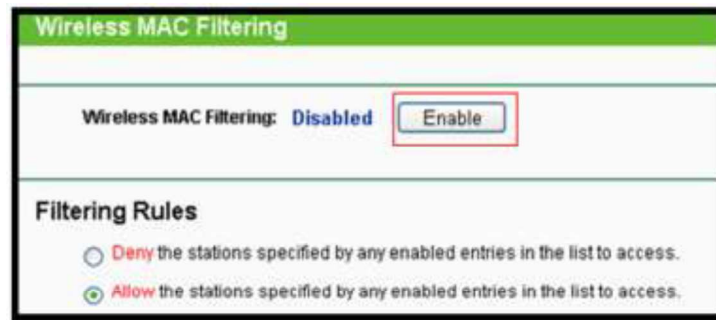 Wireless MAC Filtering
Wireless MAC Filtering: Disabled Enable
Filtering Rules
Deny the stations specified by any enabled entries in the list to access.
Allow the stations specified by any enabled entries in the list to access.